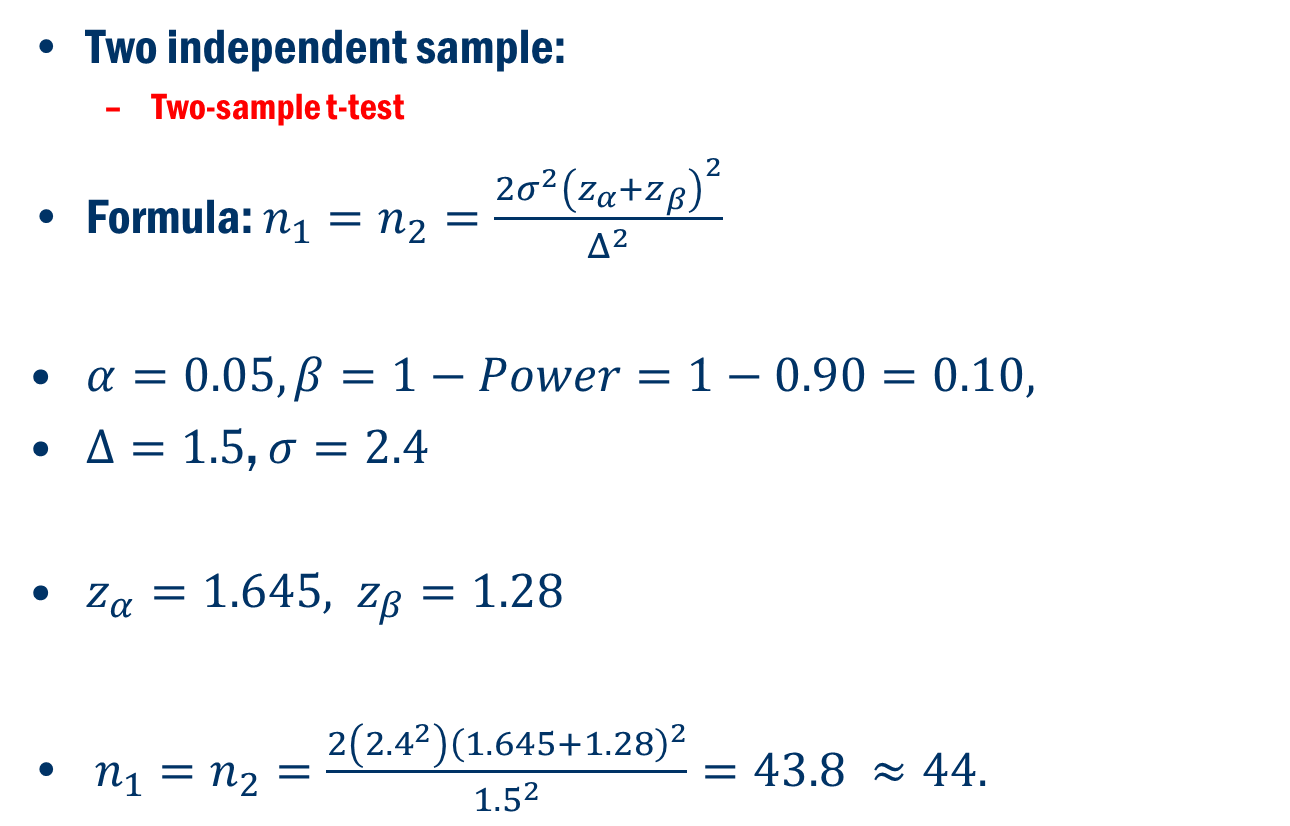 • Two independent sample:
– Two-sample t-test
• Formula: n₁ = n₂ = 2σ²(z_α+z_β)² / Δ²
• α = 0.05, β = 1 − Power = 1 − 0.90 = 0.10,
• Δ = 1.5, σ = 2.4
• z_α = 1.645, z_β = 1.28
• n₁ = n₂ = 2(2.4²)(1.645+1.28)² / 1.5² = 43.8 ≈ 44.